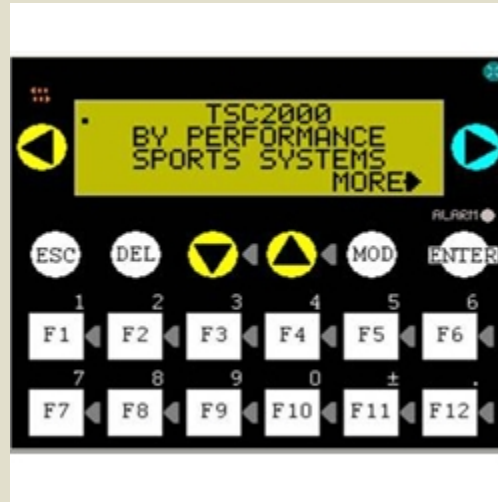 TSC2000
BY PERFORMANCE
SPORTS SYSTEMS
MORE
ALARM
ESC DEL MOD ENTER
1 2 3 4 5 6
F1 F2 F3 F4 F5 F6
7 8 9 0 ± .
F7 F8 F9 F10 F11 F12